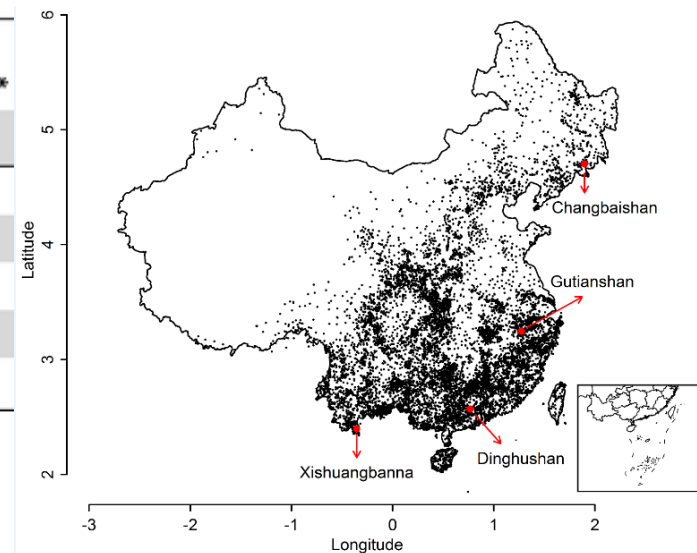 *
6
5
4
3
2
Latitude
Changbaishan
Gutianshan
Dinghushan
Xishuangbanna
-3 -2 -1 0 1 2
Longitude